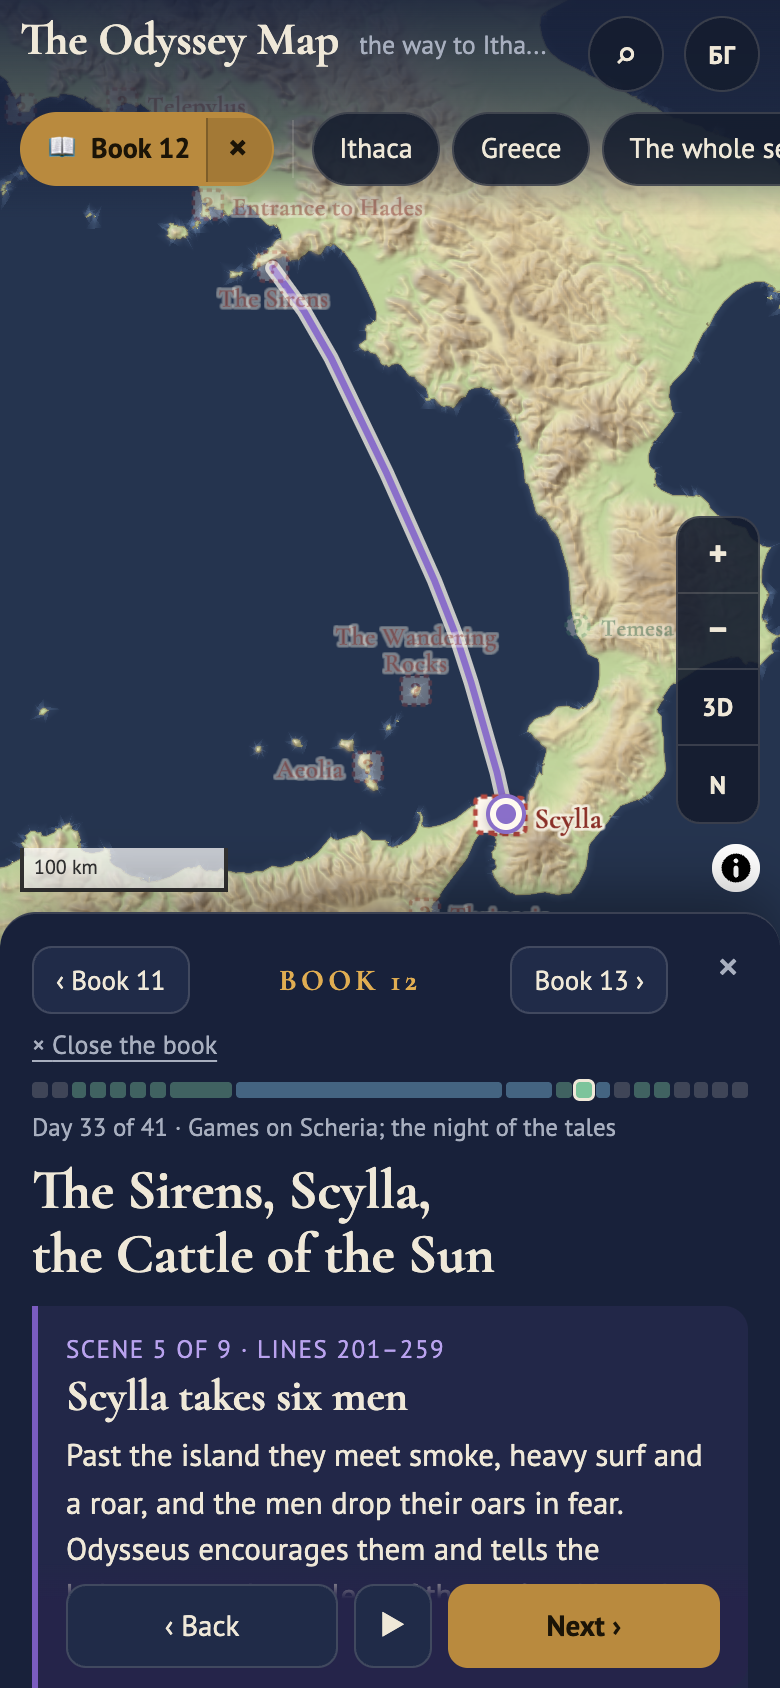 The Odyssey Map the way to Itha...
БГ
Telepylus
Book 12 ×
Ithaca
Greece
The whole se
Entrance to Hades
The Sirens
+
The Wandering
Rocks
Temesa
−
3D
Aeolia
N
Scylla
100 km
‹ Book 11
BOOK 12
Book 13 ›
×
× Close the book
Day 33 of 41 · Games on Scheria; the night of the tales
The Sirens, Scylla,
the Cattle of the Sun
SCENE 5 OF 9 · LINES 201–259
Scylla takes six men
Past the island they meet smoke, heavy surf and
a roar, and the men drop their oars in fear.
Odysseus encourages them and tells the
‹ Back
Next ›